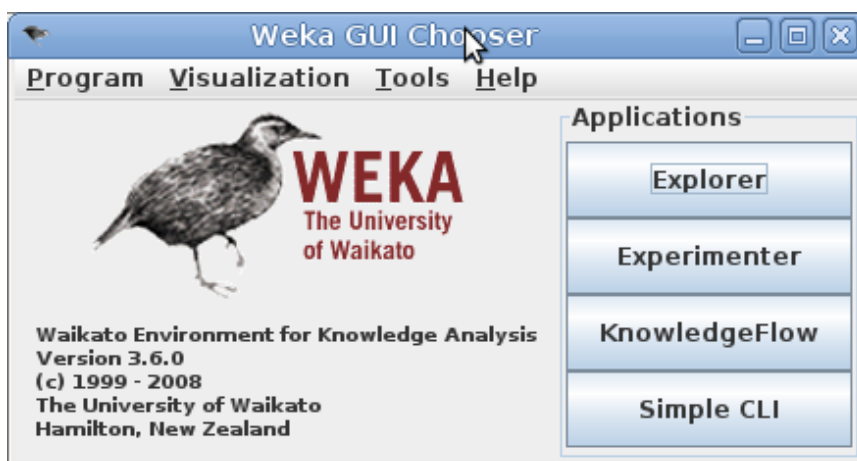 Weka GUI Chooser
Program Visualization Tools Help
WEKA
The University
of Waikato
Waikato Environment for Knowledge Analysis
Version 3.6.0
(c) 1999 - 2008
The University of Waikato
Hamilton, New Zealand
Applications
Explorer
Experimenter
KnowledgeFlow
Simple CLI